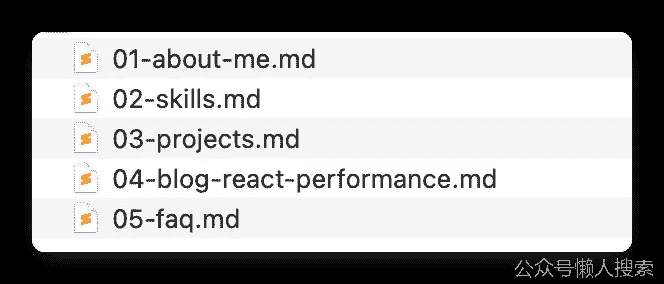 01-about-me.md
02-skills.md
03-projects.md
04-blog-react-performance.md
05-faq.md
公众号懒人搜索